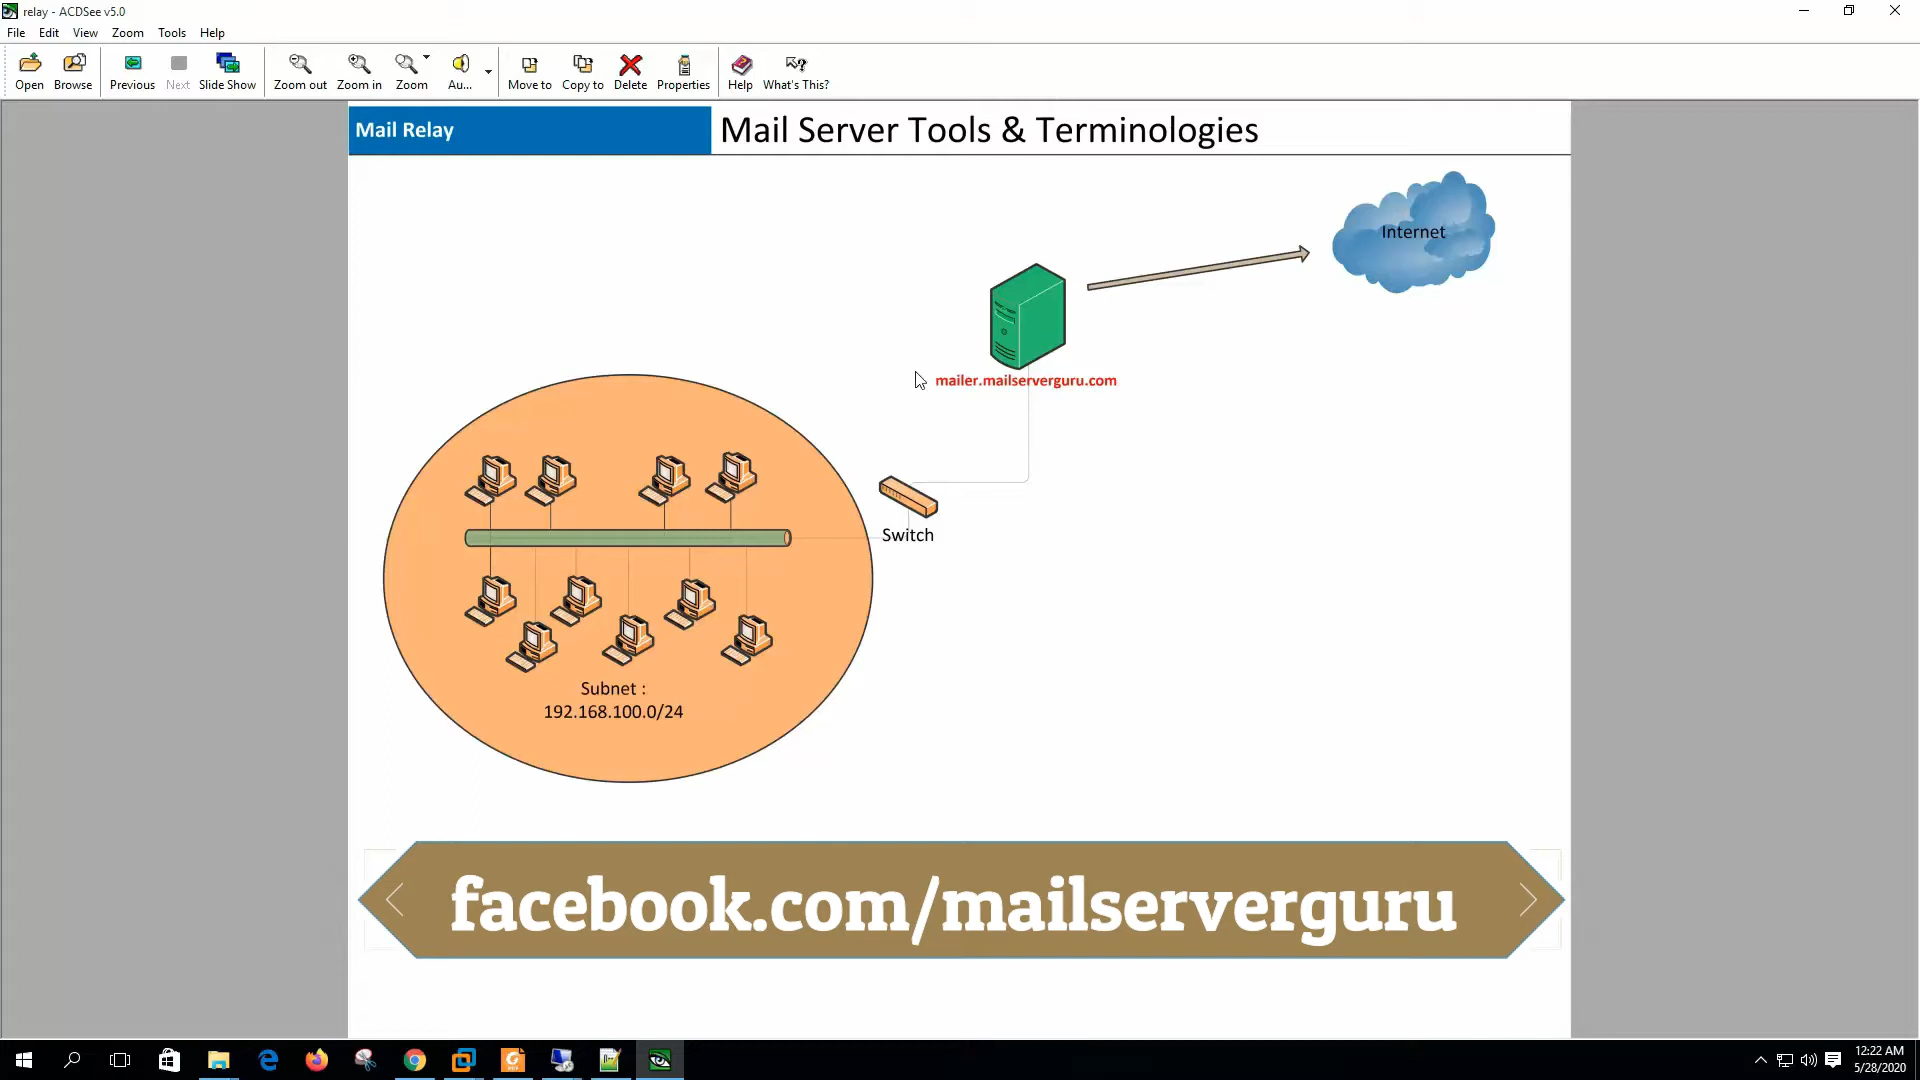 relay - ACDSee v5.0
File Edit View Zoom Tools Help
Open Browse Previous Next Slide Show Zoom out Zoom in Zoom Au... Move to Copy to Delete Properties Help What's This?
Mail Relay Mail Server Tools & Terminologies
Internet
mailer.mailserverguru.com
Switch
Subnet :
192.168.100.0/24
facebook.com/mailserverguru
12:22 AM
5/28/2020